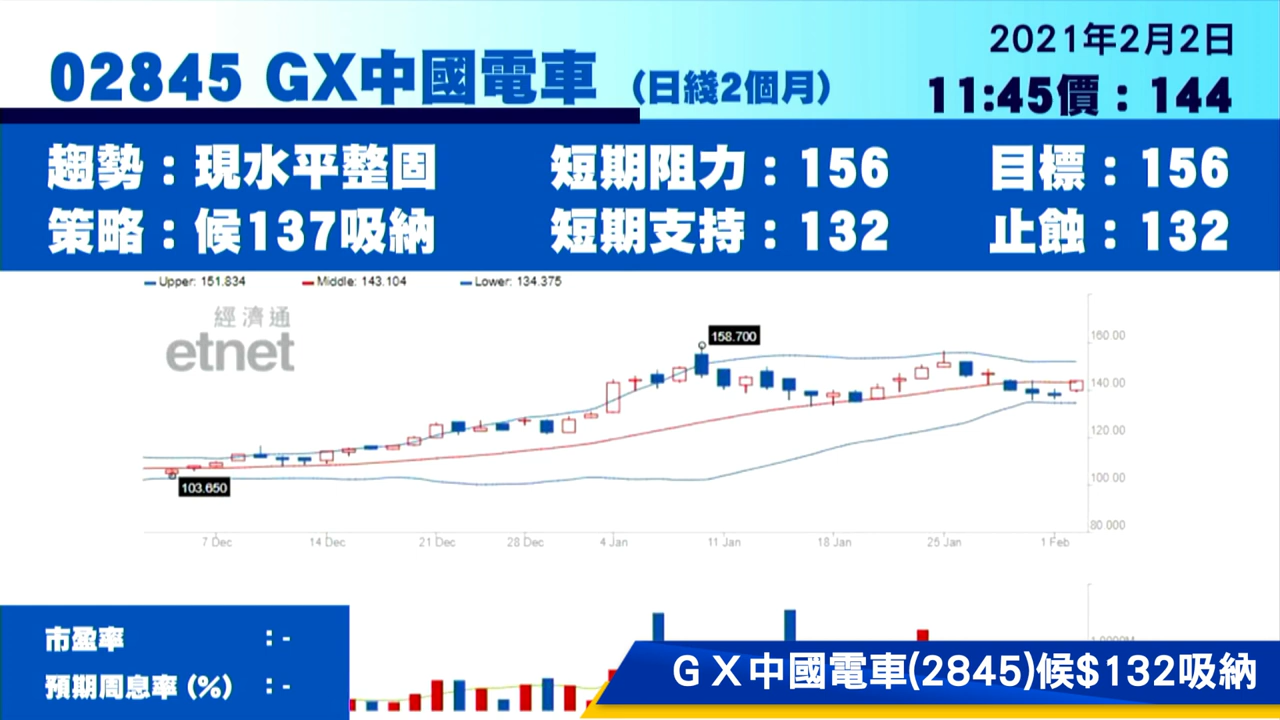 02845 GX中國電車 (日綫2個月)
2021年2月2日
11:45價：144
趨勢：現水平整固 短期阻力：156 目標：156
策略：候137吸納 短期支持：132 止蝕：132
Upper: 151.834 Middle: 143.104 Lower: 134.375
經濟通
etnet
158.700
103.650
160.00
140.00
120.00
100.00
80.000
7 Dec 14 Dec 21 Dec 28 Dec 4 Jan 11 Jan 18 Jan 25 Jan 1 Feb
市盈率 ：-
預期周息率 (%) ：-
ＧＸ中國電車(2845)候$132吸納